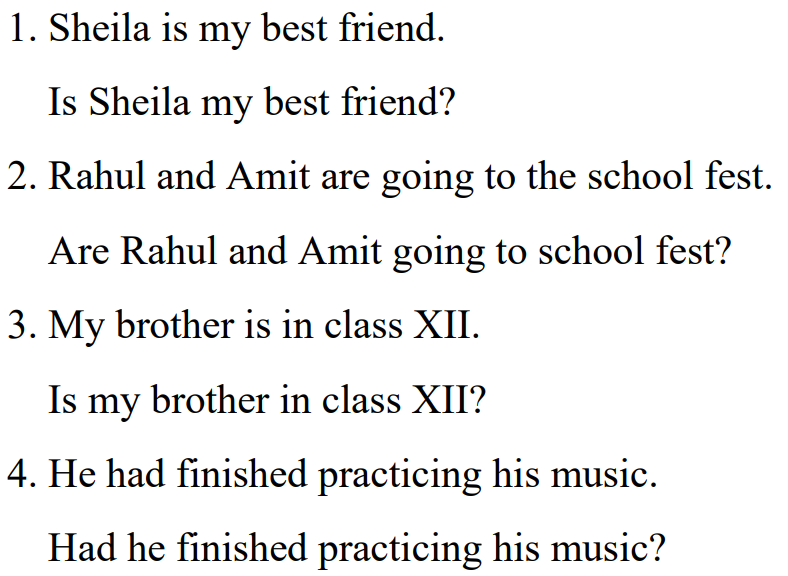 1. Sheila is my best friend.
Is Sheila my best friend?
2. Rahul and Amit are going to the school fest.
Are Rahul and Amit going to school fest?
3. My brother is in class XII.
Is my brother in class XII?
4. He had finished practicing his music.
Had he finished practicing his music?